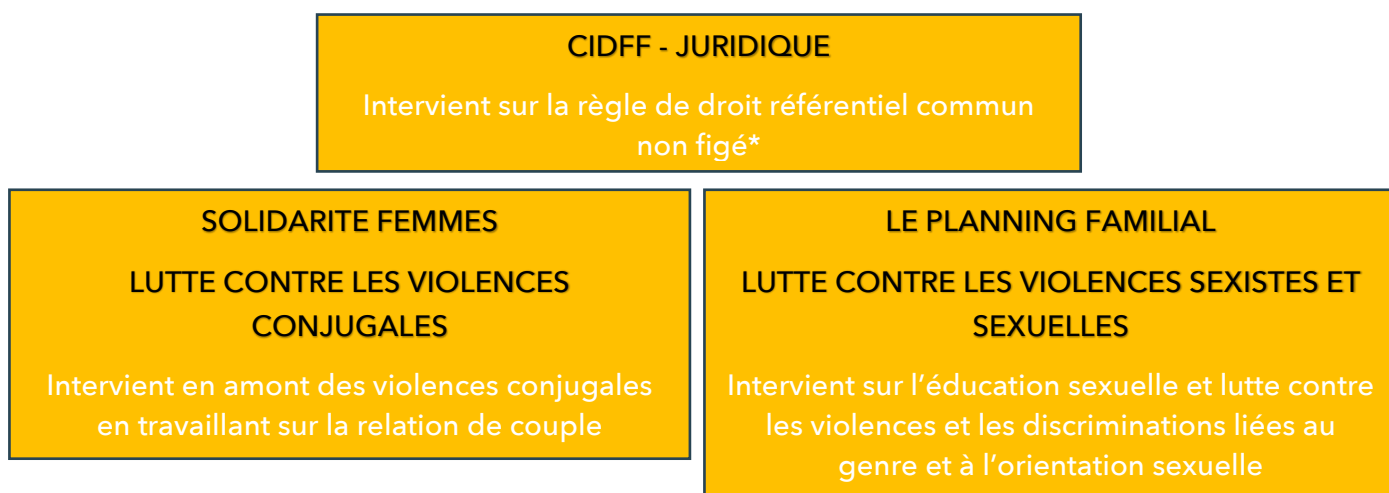 CIDFF - JURIDIQUE
Intervient sur la règle de droit référentiel commun
non figé*
SOLIDARITE FEMMES
LUTTE CONTRE LES VIOLENCES
CONJUGALES
Intervient en amont des violences conjugales
en travaillant sur la relation de couple
LE PLANNING FAMILIAL
LUTTE CONTRE LES VIOLENCES SEXISTES ET
SEXUELLES
Intervient sur l’éducation sexuelle et lutte contre
les violences et les discriminations liées au
genre et à l’orientation sexuelle